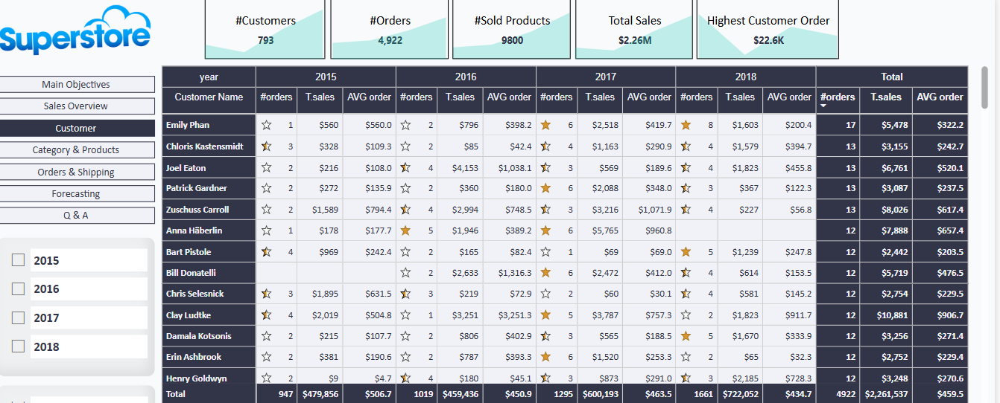 Superstore
#Customers #Orders #Sold Products Total Sales Highest Customer Order
793 4,922 9800 $2.26M $22.6K
Main Objectives
Sales Overview
Customer
Category & Products
Orders & Shipping
Forecasting
Q & A
2015
2016
2017
2018
year 2015 2016 2017 2018 Total
Customer Name #orders T.sales AVG order #orders T.sales AVG order #orders T.sales AVG order #orders T.sales AVG order #orders T.sales AVG order
Emily Phan 1 $560 $560.0 2 $796 $398.2 6 $2,518 $419.7 8 $1,603 $200.4 17 $5,478 $322.2
Chloris Kastensmidt 3 $328 $109.3 2 $85 $42.4 4 $1,163 $290.9 4 $1,579 $394.7 13 $3,155 $242.7
Joel Eaton 2 $216 $108.0 4 $4,153 $1,038.1 3 $569 $189.6 4 $1,823 $455.8 13 $6,761 $520.1
Patrick Gardner 2 $272 $135.9 2 $360 $180.0 6 $2,088 $348.0 3 $367 $122.3 13 $3,087 $237.5
Zuschuss Carroll 2 $1,589 $794.4 4 $2,994 $748.5 3 $3,216 $1,071.9 4 $227 $56.8 13 $8,026 $617.4
Anna Häberlin 1 $178 $177.7 5 $1,946 $389.2 6 $5,765 $960.8 12 $7,888 $657.4
Bart Pistole 4 $969 $242.4 2 $165 $82.4 1 $69 $69.0 5 $1,239 $247.8 12 $2,442 $203.5
Bill Donatelli 2 $2,633 $1,316.3 6 $2,472 $412.0 4 $614 $153.5 12 $5,719 $476.5
Chris Selesnick 3 $1,895 $631.5 3 $219 $72.9 2 $60 $30.1 4 $581 $145.2 12 $2,754 $229.5
Clay Ludtke 4 $2,019 $504.8 1 $3,251 $3,251.3 5 $3,787 $757.3 2 $1,823 $911.7 12 $10,881 $906.7
Damala Kotsonis 2 $215 $107.7 2 $806 $402.9 3 $565 $188.5 5 $1,670 $333.9 12 $3,256 $271.4
Erin Ashbrook 2 $381 $190.6 2 $787 $393.3 6 $1,520 $253.3 2 $65 $32.3 12 $2,752 $229.4
Henry Goldwyn 2 $9 $4.7 4 $180 $45.1 3 $873 $291.0 3 $2,185 $728.3 12 $3,248 $270.6
Total 947 $479,856 $506.7 1019 $459,436 $450.9 1295 $600,193 $463.5 1661 $722,052 $434.7 4922 $2,261,537 $459.5